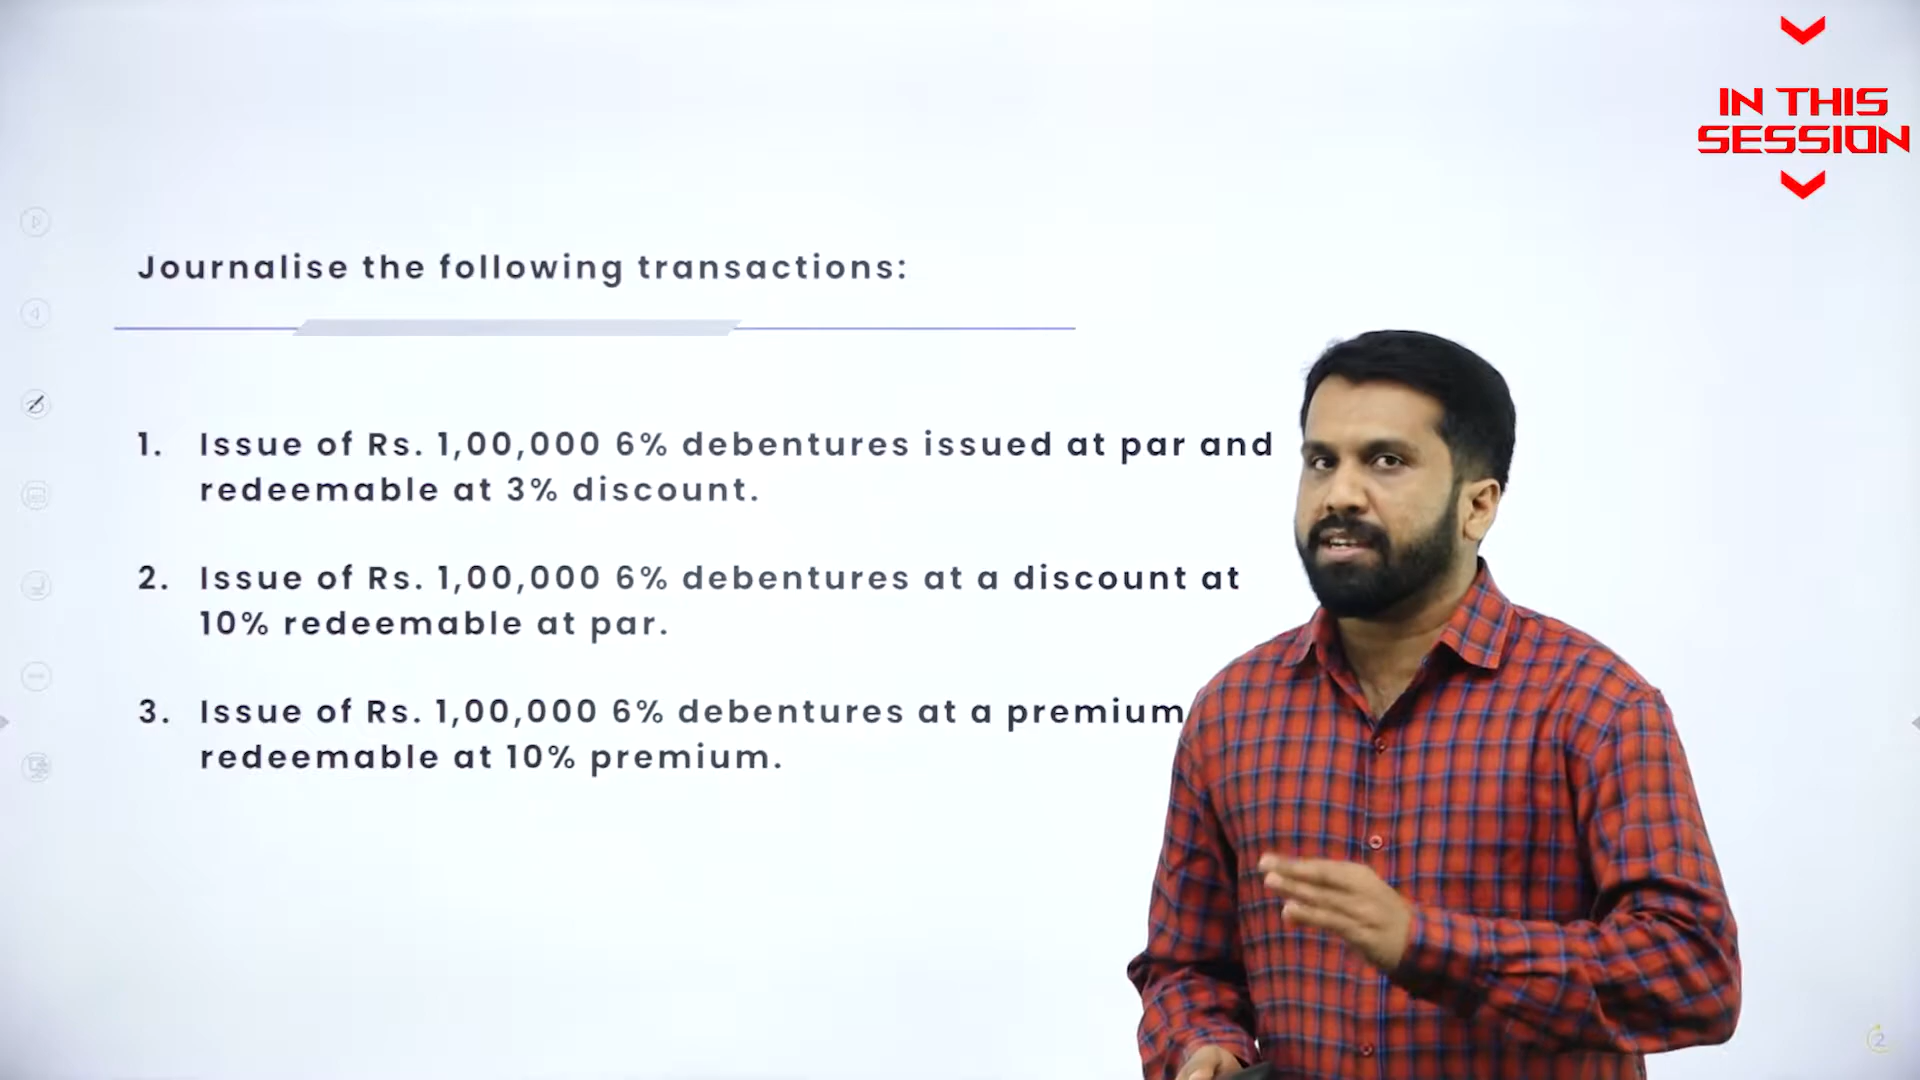 IN THIS
SESSION
Journalise the following transactions:
1. Issue of Rs. 1,00,000 6% debentures issued at par and
redeemable at 3% discount.
2. Issue of Rs. 1,00,000 6% debentures at a discount at
10% redeemable at par.
3. Issue of Rs. 1,00,000 6% debentures at a premium
redeemable at 10% premium.
2